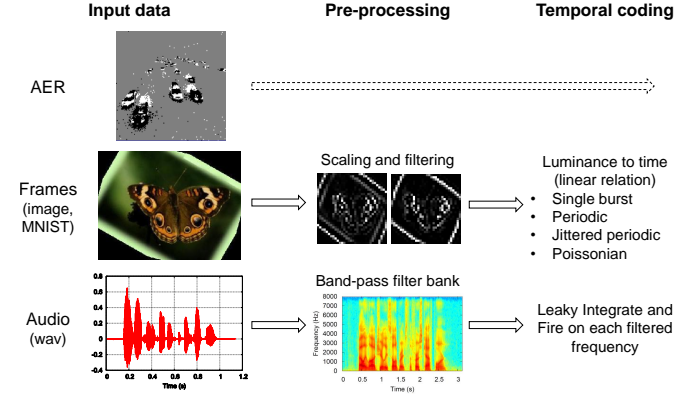 Input data
Pre-processing
Temporal coding
AER
Frames
(image,
MNIST)
Scaling and filtering
Luminance to time
(linear relation)
• Single burst
• Periodic
• Jittered periodic
• Poissonian
Audio
(wav)
0.8
0.6
0.4
0.2
0
-0.2
-0.4
0 0.2 0.4 0.6 0.8 1.0 1.2
Time (s)
Band-pass filter bank
8000
7000
6000
5000
4000
3000
2000
1000
0
Frequency (Hz)
0 0.5 1 1.5 2 2.5 3
Time (s)
Leaky Integrate and
Fire on each filtered
frequency